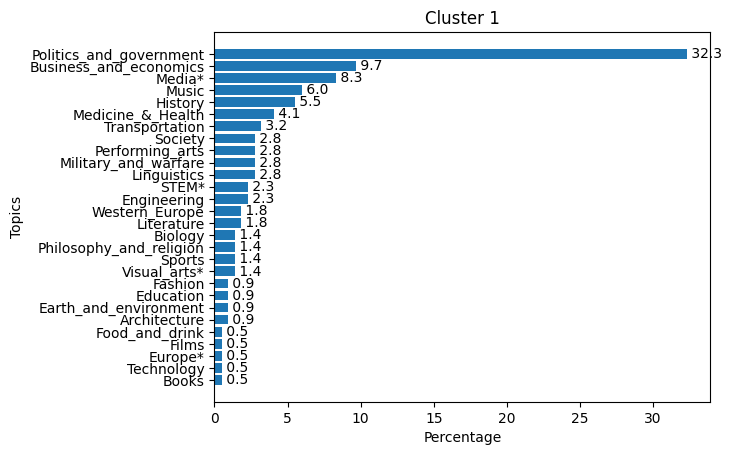 Cluster 1
Topics
Politics_and_government 32.3
Business_and_economics 9.7
Media* 8.3
Music 6.0
History 5.5
Medicine_&_Health 4.1
Transportation 3.2
Society 2.8
Performing_arts 2.8
Military_and_warfare 2.8
Linguistics 2.8
STEM* 2.3
Engineering 2.3
Western_Europe 1.8
Literature 1.8
Biology 1.4
Philosophy_and_religion 1.4
Sports 1.4
Visual_arts* 1.4
Fashion 0.9
Education 0.9
Earth_and_environment 0.9
Architecture 0.9
Food_and_drink 0.5
Films 0.5
Europe* 0.5
Technology 0.5
Books 0.5
0 5 10 15 20 25 30
Percentage